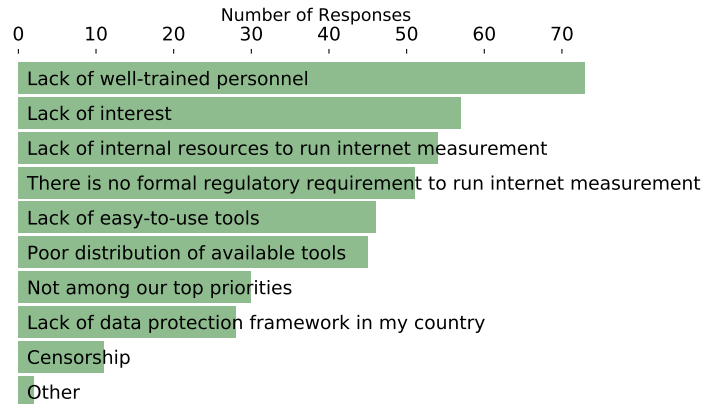 Number of Responses
0 10 20 30 40 50 60 70
Lack of well-trained personnel
Lack of interest
Lack of internal resources to run internet measurement
There is no formal regulatory requirement to run internet measurement
Lack of easy-to-use tools
Poor distribution of available tools
Not among our top priorities
Lack of data protection framework in my country
Censorship
Other